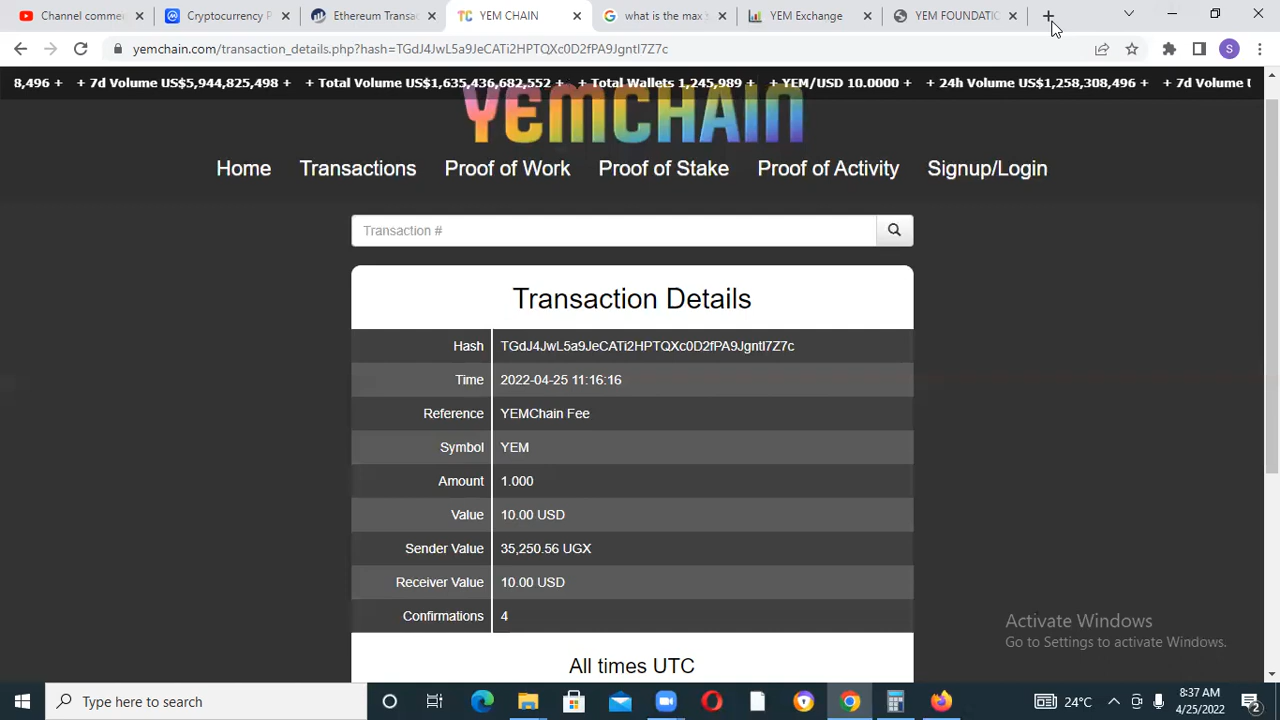 Channel comme
Cryptocurrency P
Ethereum Transac
YEM CHAIN
what is the max
YEM Exchange
YEM FOUNDATIO
yemchain.com/transaction_details.php?hash=TGdJ4JwL5a9JeCATi2HPTQXc0D2fPA9JgntI7Z7c
S
8,496 + + 7d Volume US$5,944,825,498 + + Total Volume US$1,635,436,682,552 + + Total Wallets 1,245,989 + + YEM/USD 10.0000 + + 24h Volume US$1,258,308,496 + + 7d Volume
YEMCHAIN
Home Transactions Proof of Work Proof of Stake Proof of Activity Signup/Login
Transaction #
Transaction Details
Hash TGdJ4JwL5a9JeCATi2HPTQXc0D2fPA9JgntI7Z7c
Time 2022-04-25 11:16:16
Reference YEMChain Fee
Symbol YEM
Amount 1.000
Value 10.00 USD
Sender Value 35,250.56 UGX
Receiver Value 10.00 USD
Confirmations 4
All times UTC
Activate Windows
Go to Settings to activate Windows.
Type here to search
24°C
8:37 AM
4/25/2022
2